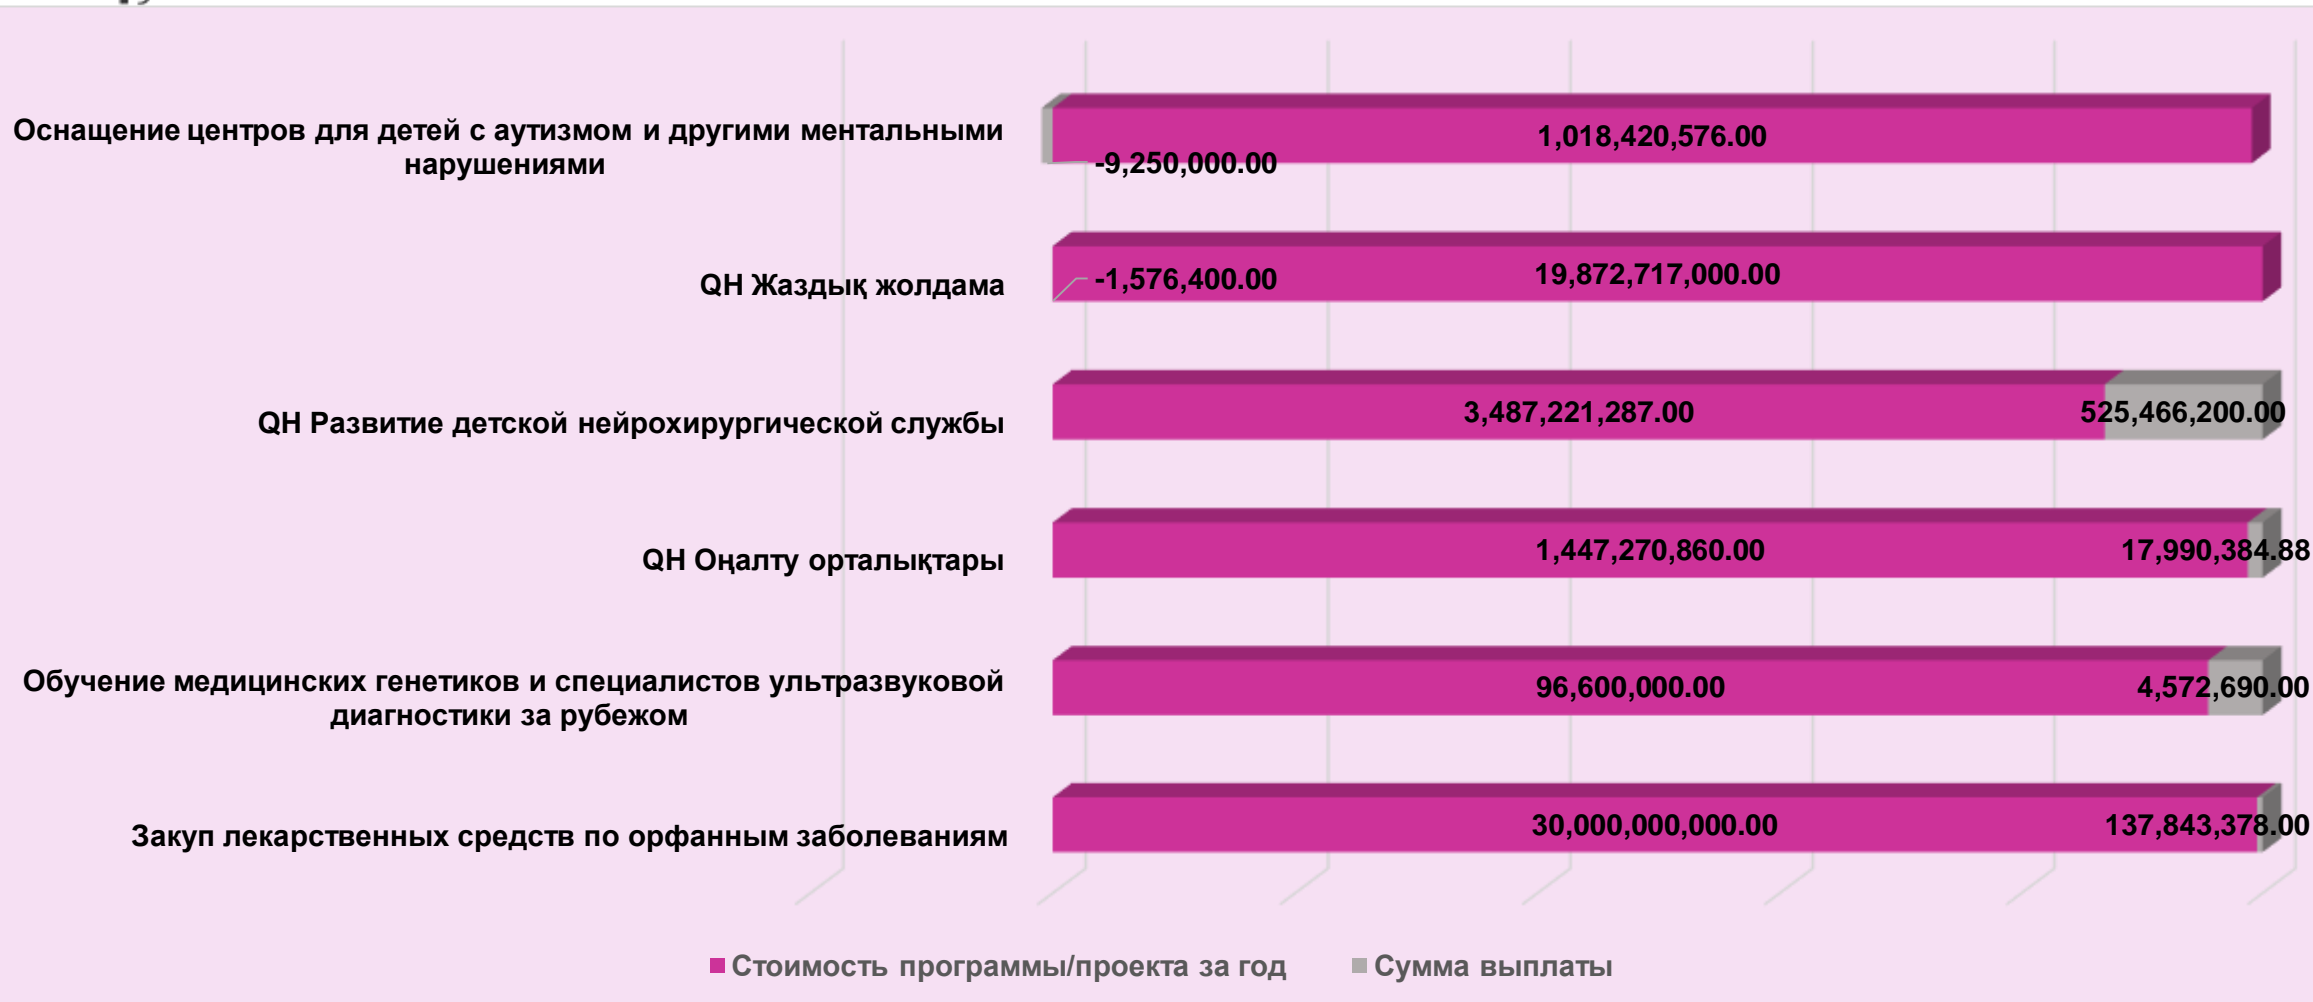 Оснащение центров для детей с аутизмом и другими ментальными
нарушениями
1,018,420,576.00
-9,250,000.00
QH Жаздық жолдама
-1,576,400.00
19,872,717,000.00
QH Развитие детской нейрохирургической службы
3,487,221,287.00
525,466,200.00
QH Оңалту орталықтары
1,447,270,860.00
17,990,384.88
Обучение медицинских генетиков и специалистов ультразвуковой
диагностики за рубежом
96,600,000.00
4,572,690.00
Закуп лекарственных средств по орфанным заболеваниям
30,000,000,000.00
137,843,378.00
Стоимость программы/проекта за год
Сумма выплаты